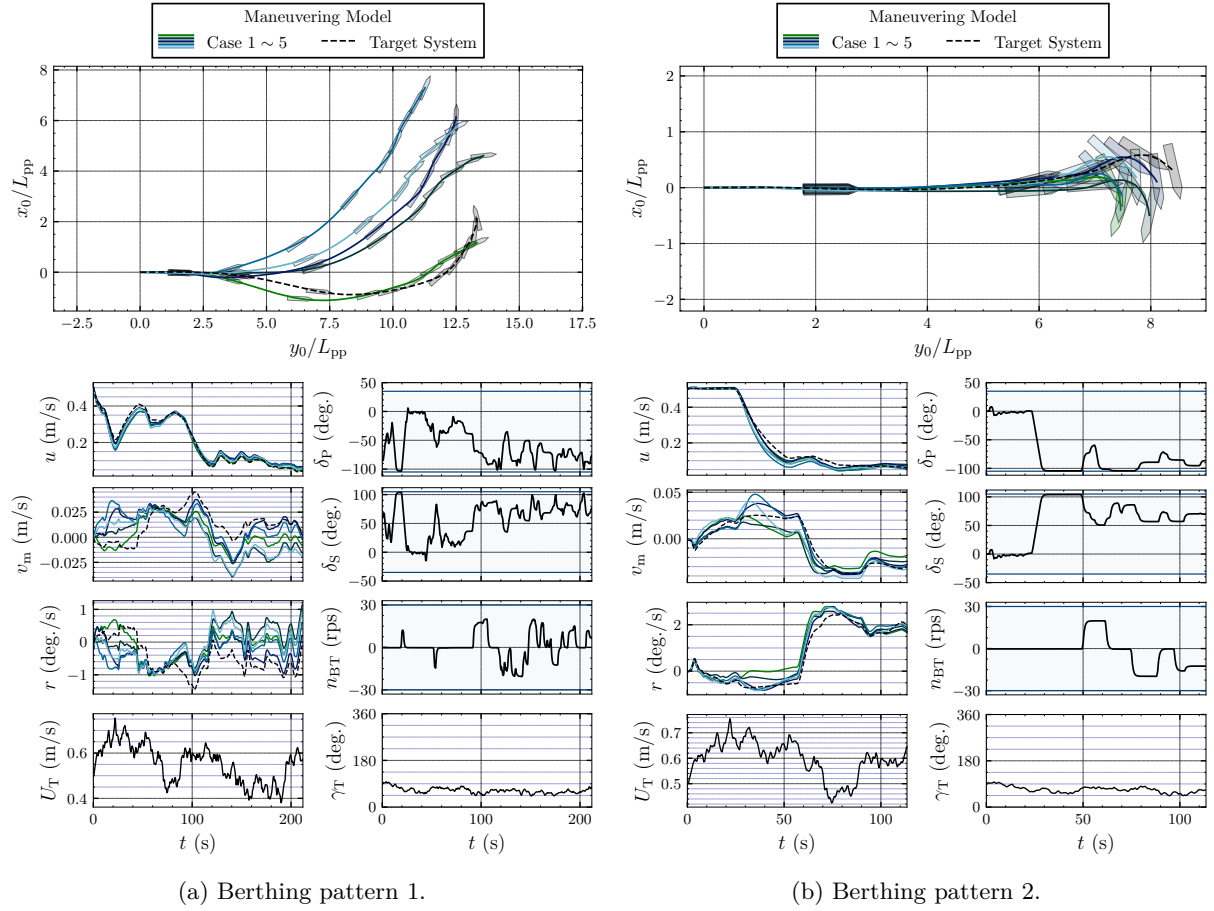 Maneuvering Model
Case 1 ∼ 5
Target System
8
6
4
2
0
x₀/Lpp
−2.5
0.0
2.5
5.0
7.5
10.0
12.5
15.0
17.5
y₀/Lpp
0.4
0.2
u (m/s)
50
0
−50
−100
δP (deg.)
0.025
0.000
−0.025
vm (m/s)
100
50
0
−50
δS (deg.)
1
0
−1
r (deg./s)
30
0
−30
nBT (rps)
0.6
0.4
UT (m/s)
0
100
200
t (s)
360
180
0
γT (deg.)
0
100
200
t (s)
(a) Berthing pattern 1.
Maneuvering Model
Case 1 ∼ 5
Target System
2
1
0
−1
−2
x₀/Lpp
0
2
4
6
8
y₀/Lpp
0.4
0.2
u (m/s)
50
0
−50
−100
δP (deg.)
0.05
0.00
vm (m/s)
100
50
0
−50
δS (deg.)
2
0
r (deg./s)
30
0
−30
nBT (rps)
0.7
0.6
0.5
UT (m/s)
0
50
100
t (s)
360
180
0
γT (deg.)
0
50
100
t (s)
(b) Berthing pattern 2.